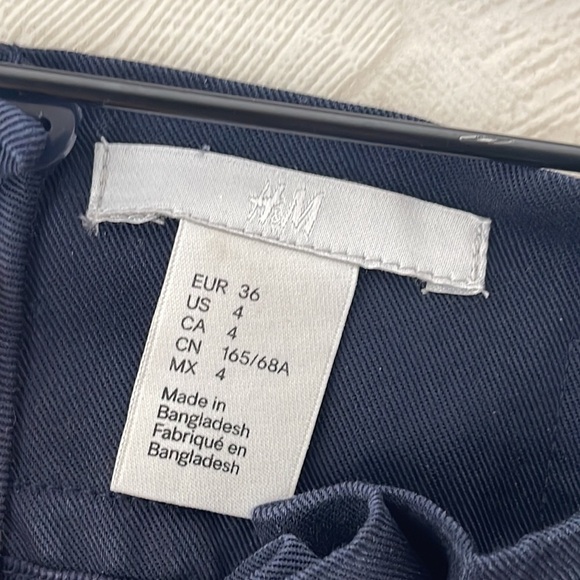 H&M
EUR 36
US 4
CA 4
CN 165/68A
MX 4
Made in
Bangladesh
Fabriqué en
Bangladesh